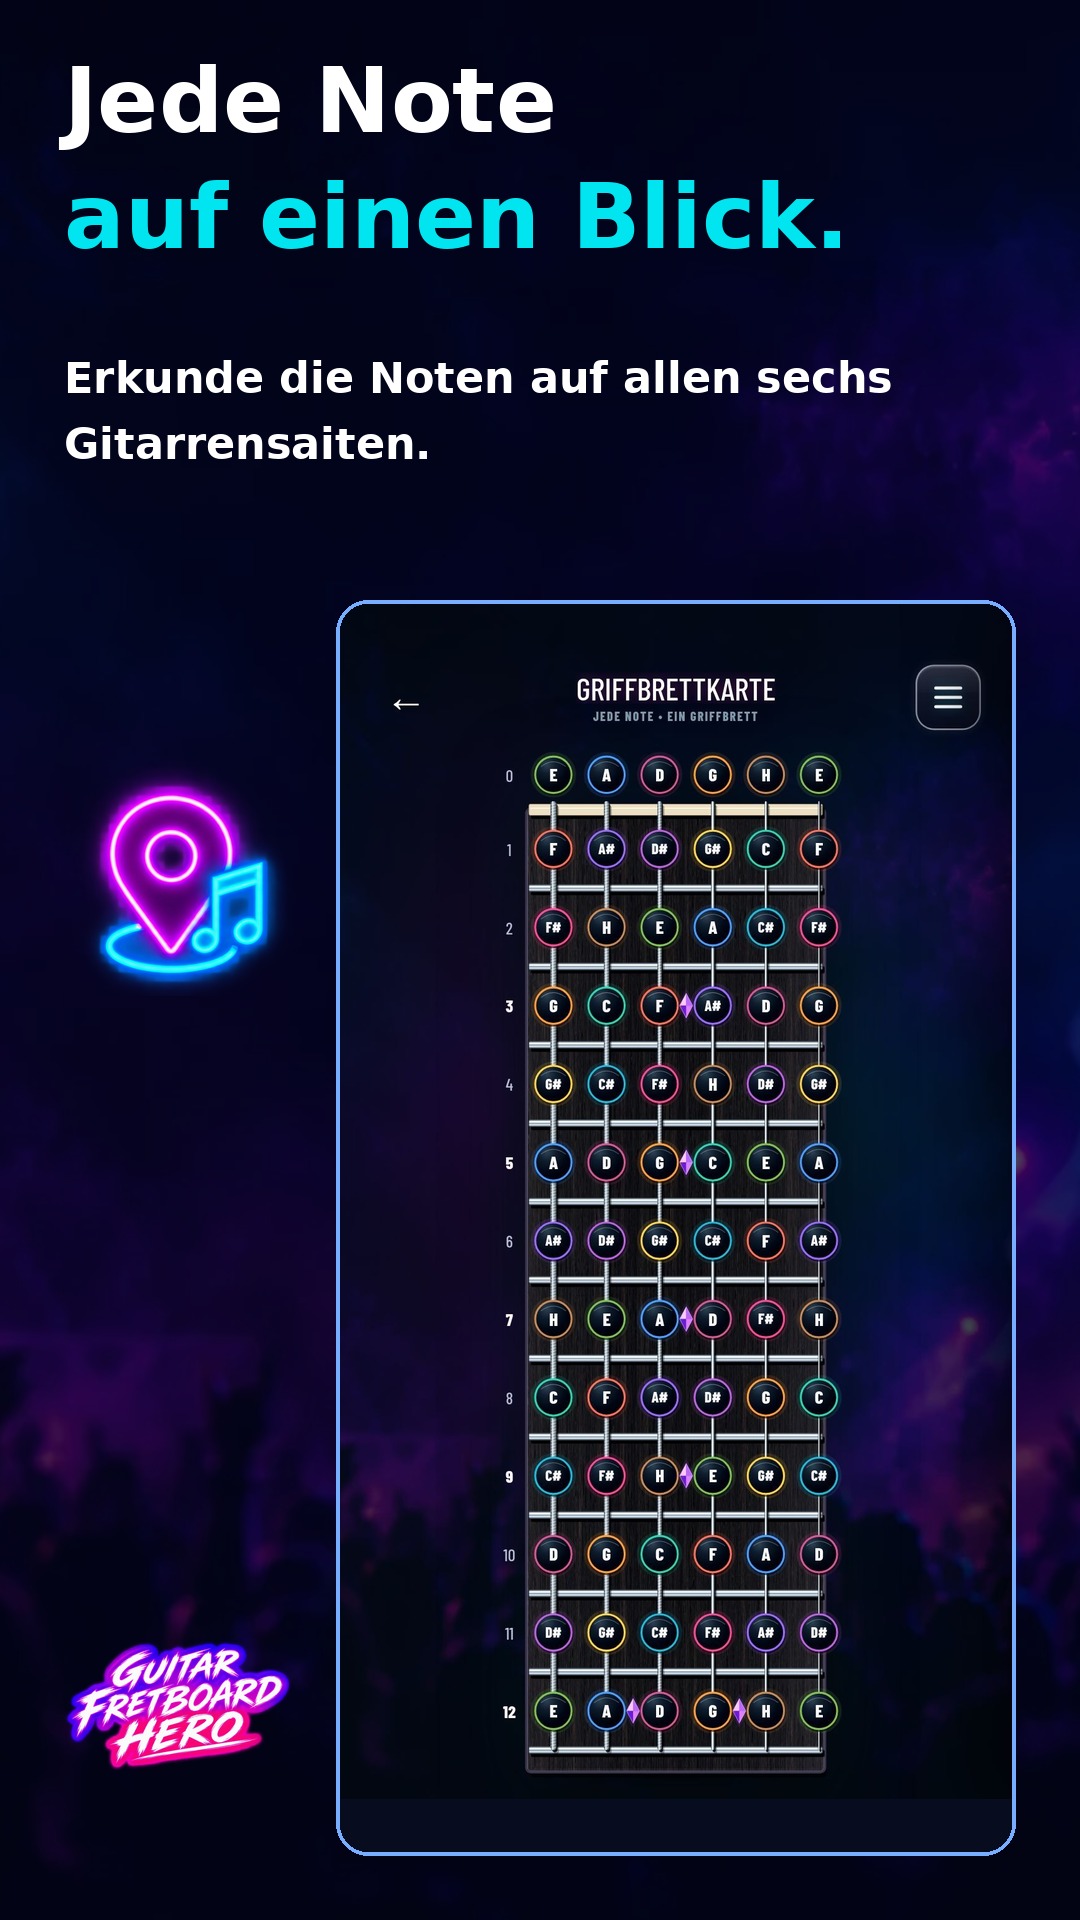 Jede Note
auf einen Blick.
Erkunde die Noten auf allen sechs
Gitarrensaiten.
←
GRIFFBRETTKARTE
JEDE NOTE • EIN GRIFFBRETT
0 E A D G H E
1 F A# D# G# C F
2 F# H E A C# F#
3 G C F A# D G
4 G# C# F# H D# G#
5 A D G C E A
6 A# D# G# C# F A#
7 H E A D F# H
8 C F A# D# G C
9 C# F# H E G# C#
10 D G C F A D
11 D# G# C# F# A# D#
12 E A D G H E
GUITAR
FRETBOARD
HERO